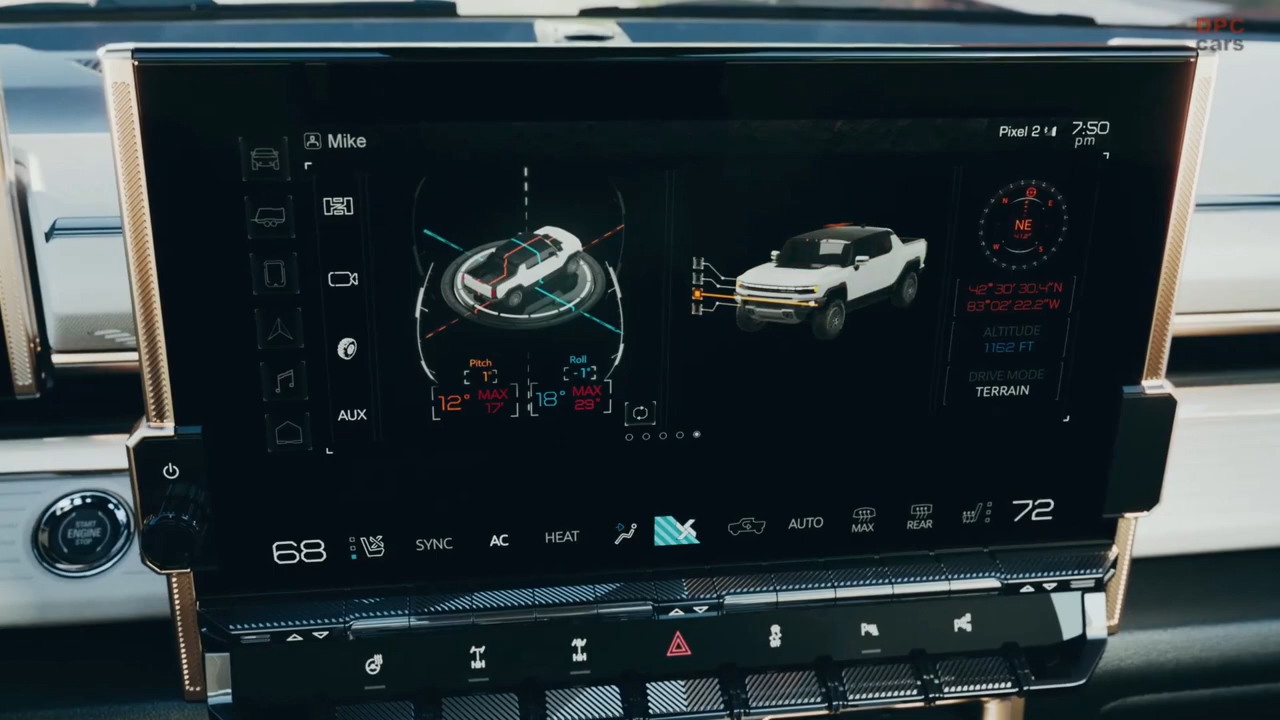 DPC
cars
Mike
Pixel 2
7:50
pm
N
E
W
S
NE
42° 30' 30.4"N
83° 02' 22.2"W
ALTITUDE
1162 FT
DRIVE MODE
TERRAIN
AUX
Pitch
1°
12°
MAX
17°
Roll
-1°
18°
MAX
29°
68
SYNC
AC
HEAT
AUTO
MAX
REAR
72
START
ENGINE
STOP